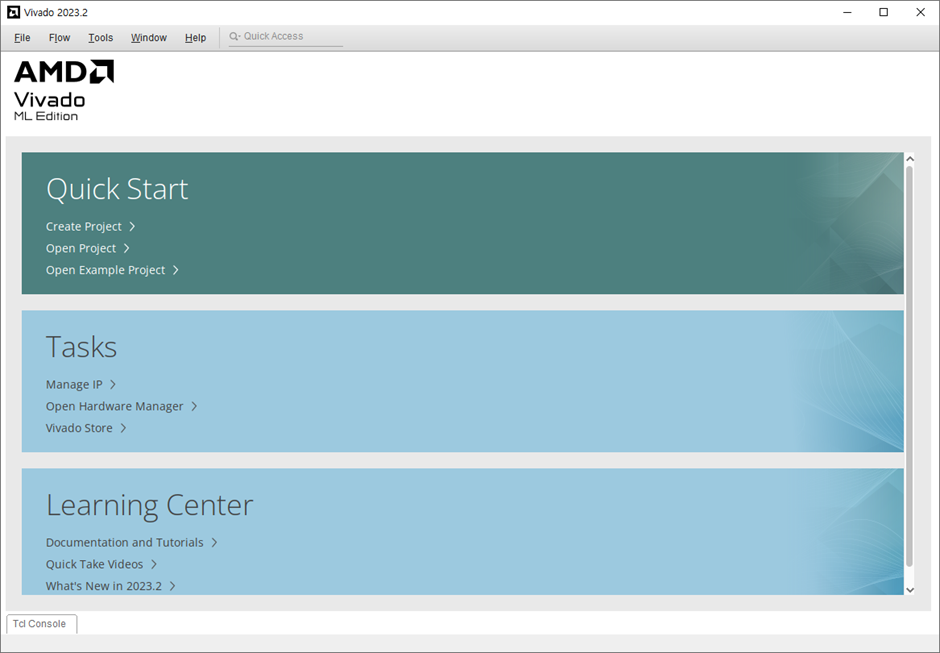 Vivado 2023.2
File Flow Tools Window Help Quick Access
AMD
Vivado
ML Edition
Quick Start
Create Project
Open Project
Open Example Project
Tasks
Manage IP
Open Hardware Manager
Vivado Store
Learning Center
Documentation and Tutorials
Quick Take Videos
What's New in 2023.2
Tcl Console